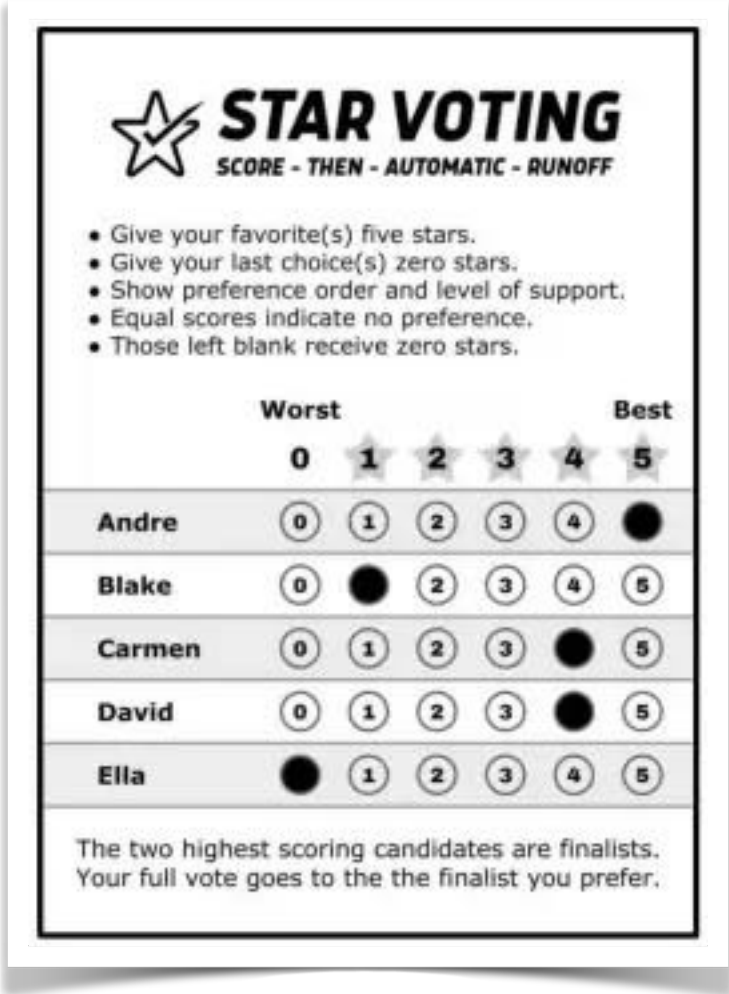 STAR VOTING
SCORE - THEN - AUTOMATIC - RUNOFF
• Give your favorite(s) five stars.
• Give your last choice(s) zero stars.
• Show preference order and level of support.
• Equal scores indicate no preference.
• Those left blank receive zero stars.
Worst Best
0 1 2 3 4 5
Andre 0 1 2 3 4
Blake 0 2 3 4 5
Carmen 0 1 2 3 5
David 0 1 2 3 5
Ella 1 2 3 4 5
The two highest scoring candidates are finalists.
Your full vote goes to the the finalist you prefer.